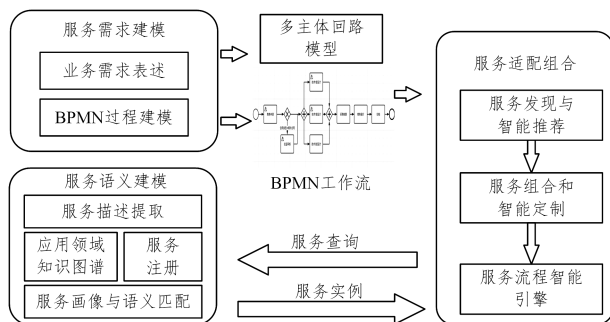 服务需求建模
业务需求表述
BPMN过程建模
多主体回路
模型
BPMN工作流
服务适配组合
服务发现与
智能推荐
服务组合和
智能定制
服务流程智能
引擎
服务语义建模
服务描述提取
应用领域
知识图谱
服务
注册
服务画像与语义匹配
服务查询
服务实例